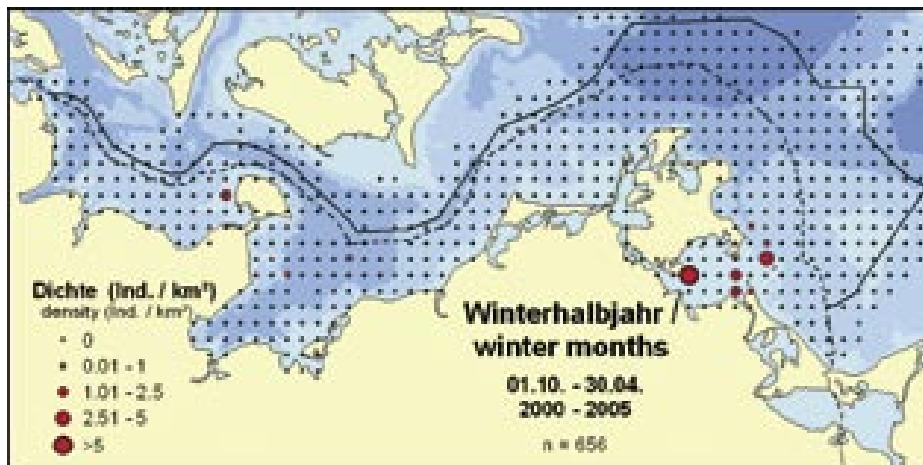 Dichte (Ind. / km²)
density (Ind. / km²)
0
0.01 - 1
1.01 - 2.5
2.51 - 5
>5
Winterhalbjahr /
winter months
01.10. - 30.04.
2000 - 2005
n = 656